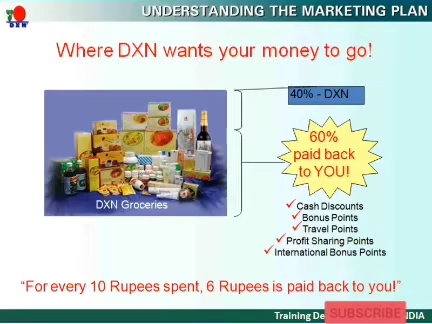 DXN
UNDERSTANDING THE MARKETING PLAN
Where DXN wants your money to go!
40% - DXN
60%
paid back
to YOU!
DXN Groceries
Cash Discounts
Bonus Points
Travel Points
Profit Sharing Points
International Bonus Points
“For every 10 Rupees spent, 6 Rupees is paid back to you!”
Training De
SUBSCRIBE
NDIA